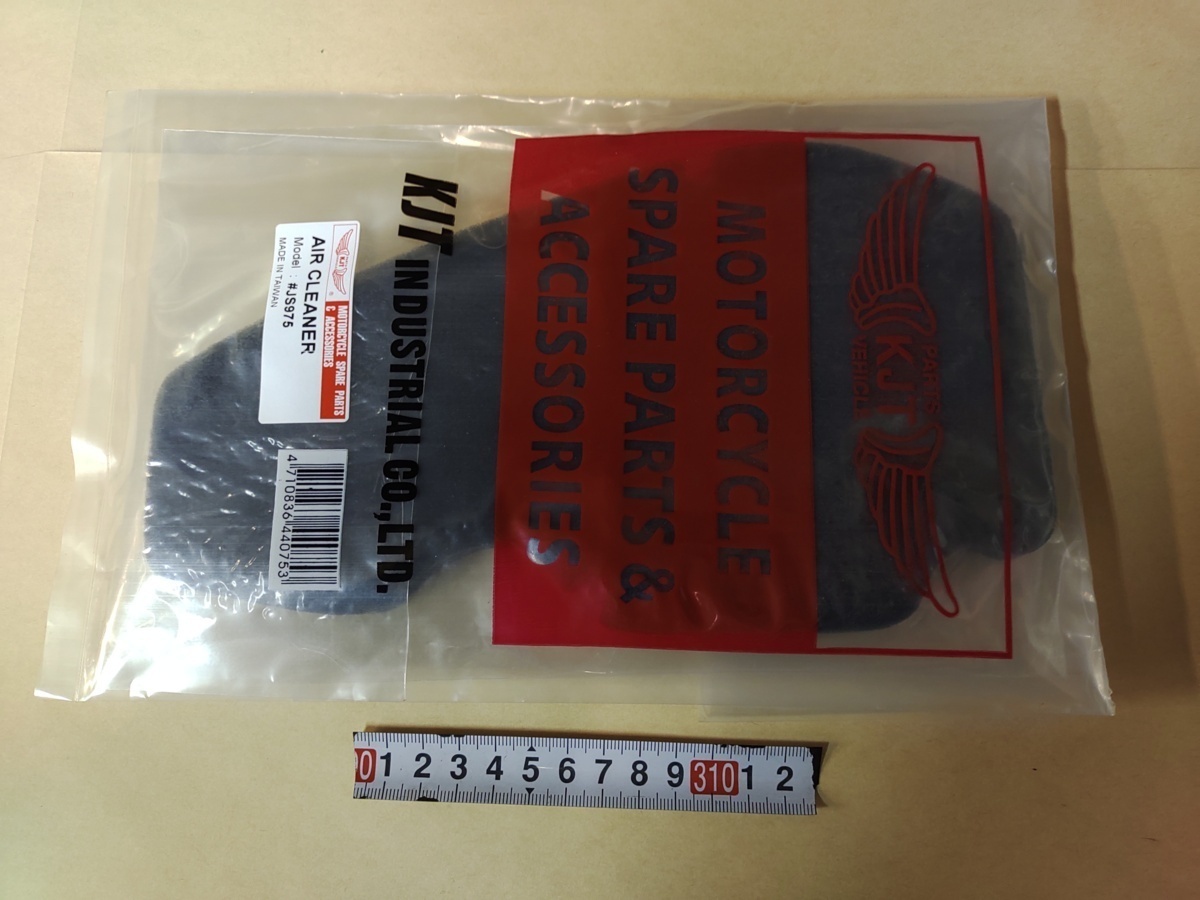 PARTS
KJT
VEHICLE
MOTORCYCLE
SPARE PARTS &
ACCESSORIES
KJT INDUSTRIAL CO.,LTD.
KJT
®
MOTORCYCLE SPARE PARTS
& ACCESSORIES
AIR CLEANER
Model : #JS975
MADE IN TAIWAN
4 710836 440753
0 1 2 3 4 5 6 7 8 9 310 1 2